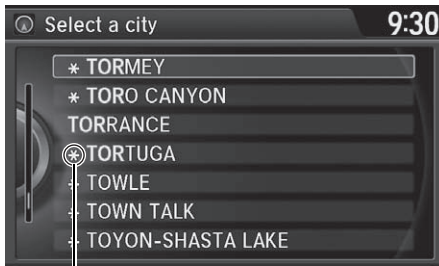 Select a city
9:30
* TORMEY
* TORO CANYON
TORRANCE
* TORTUGA
* TOWLE
* TOWN TALK
* TOYON-SHASTA LAKE